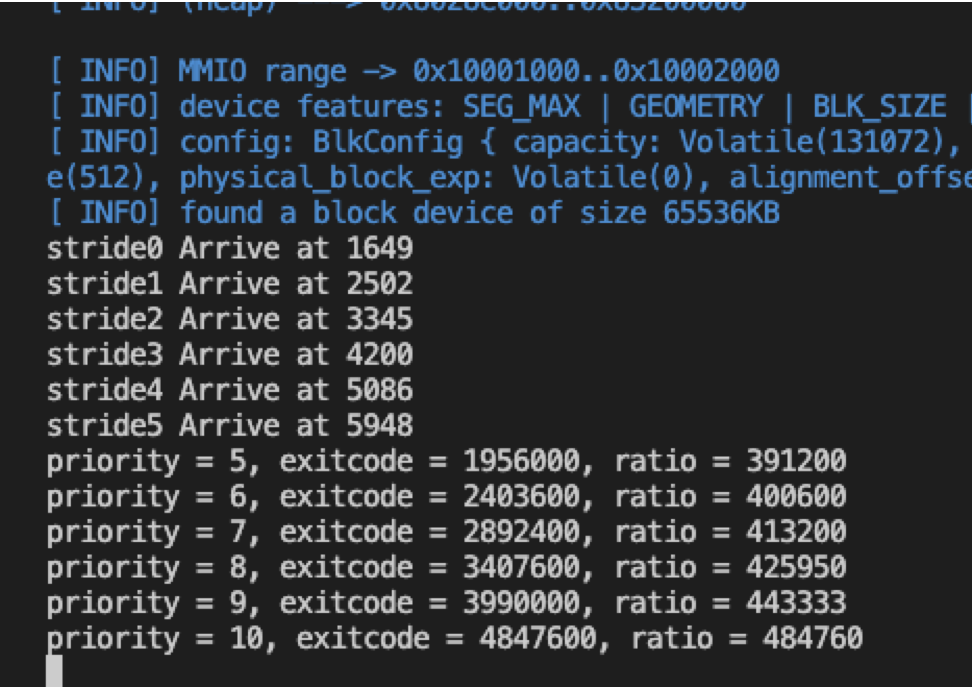 [ INFO] (heap) ----> 0x8028c000..0x85200000
[ INFO] MMIO range -> 0x10001000..0x10002000
[ INFO] device features: SEG_MAX | GEOMETRY | BLK_SIZE |
[ INFO] config: BlkConfig { capacity: Volatile(131072),
e(512), physical_block_exp: Volatile(0), alignment_offse
[ INFO] found a block device of size 65536KB
stride0 Arrive at 1649
stride1 Arrive at 2502
stride2 Arrive at 3345
stride3 Arrive at 4200
stride4 Arrive at 5086
stride5 Arrive at 5948
priority = 5, exitcode = 1956000, ratio = 391200
priority = 6, exitcode = 2403600, ratio = 400600
priority = 7, exitcode = 2892400, ratio = 413200
priority = 8, exitcode = 3407600, ratio = 425950
priority = 9, exitcode = 3990000, ratio = 443333
priority = 10, exitcode = 4847600, ratio = 484760